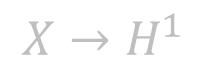 X → H¹